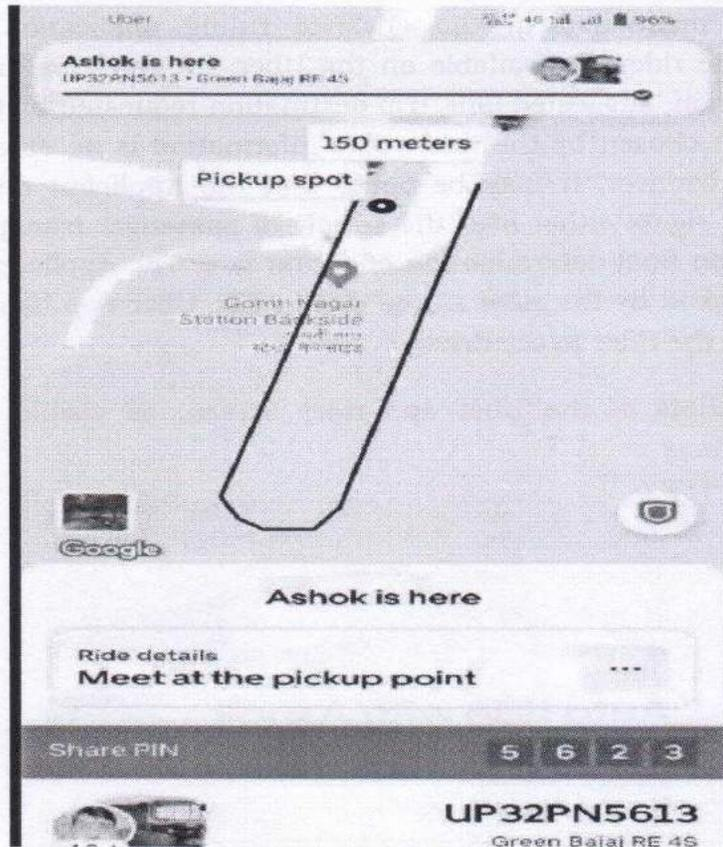 Uber
4G
96%
Ashok is here
UP32PN5613 • Green Bajaj RE 4S
150 meters
Pickup spot
Gomti Nagar
Station Backside
Google
Ashok is here
Ride details
Meet at the pickup point
...
Share PIN
5 6 2 3
UP32PN5613
Green Bajaj RE 4S